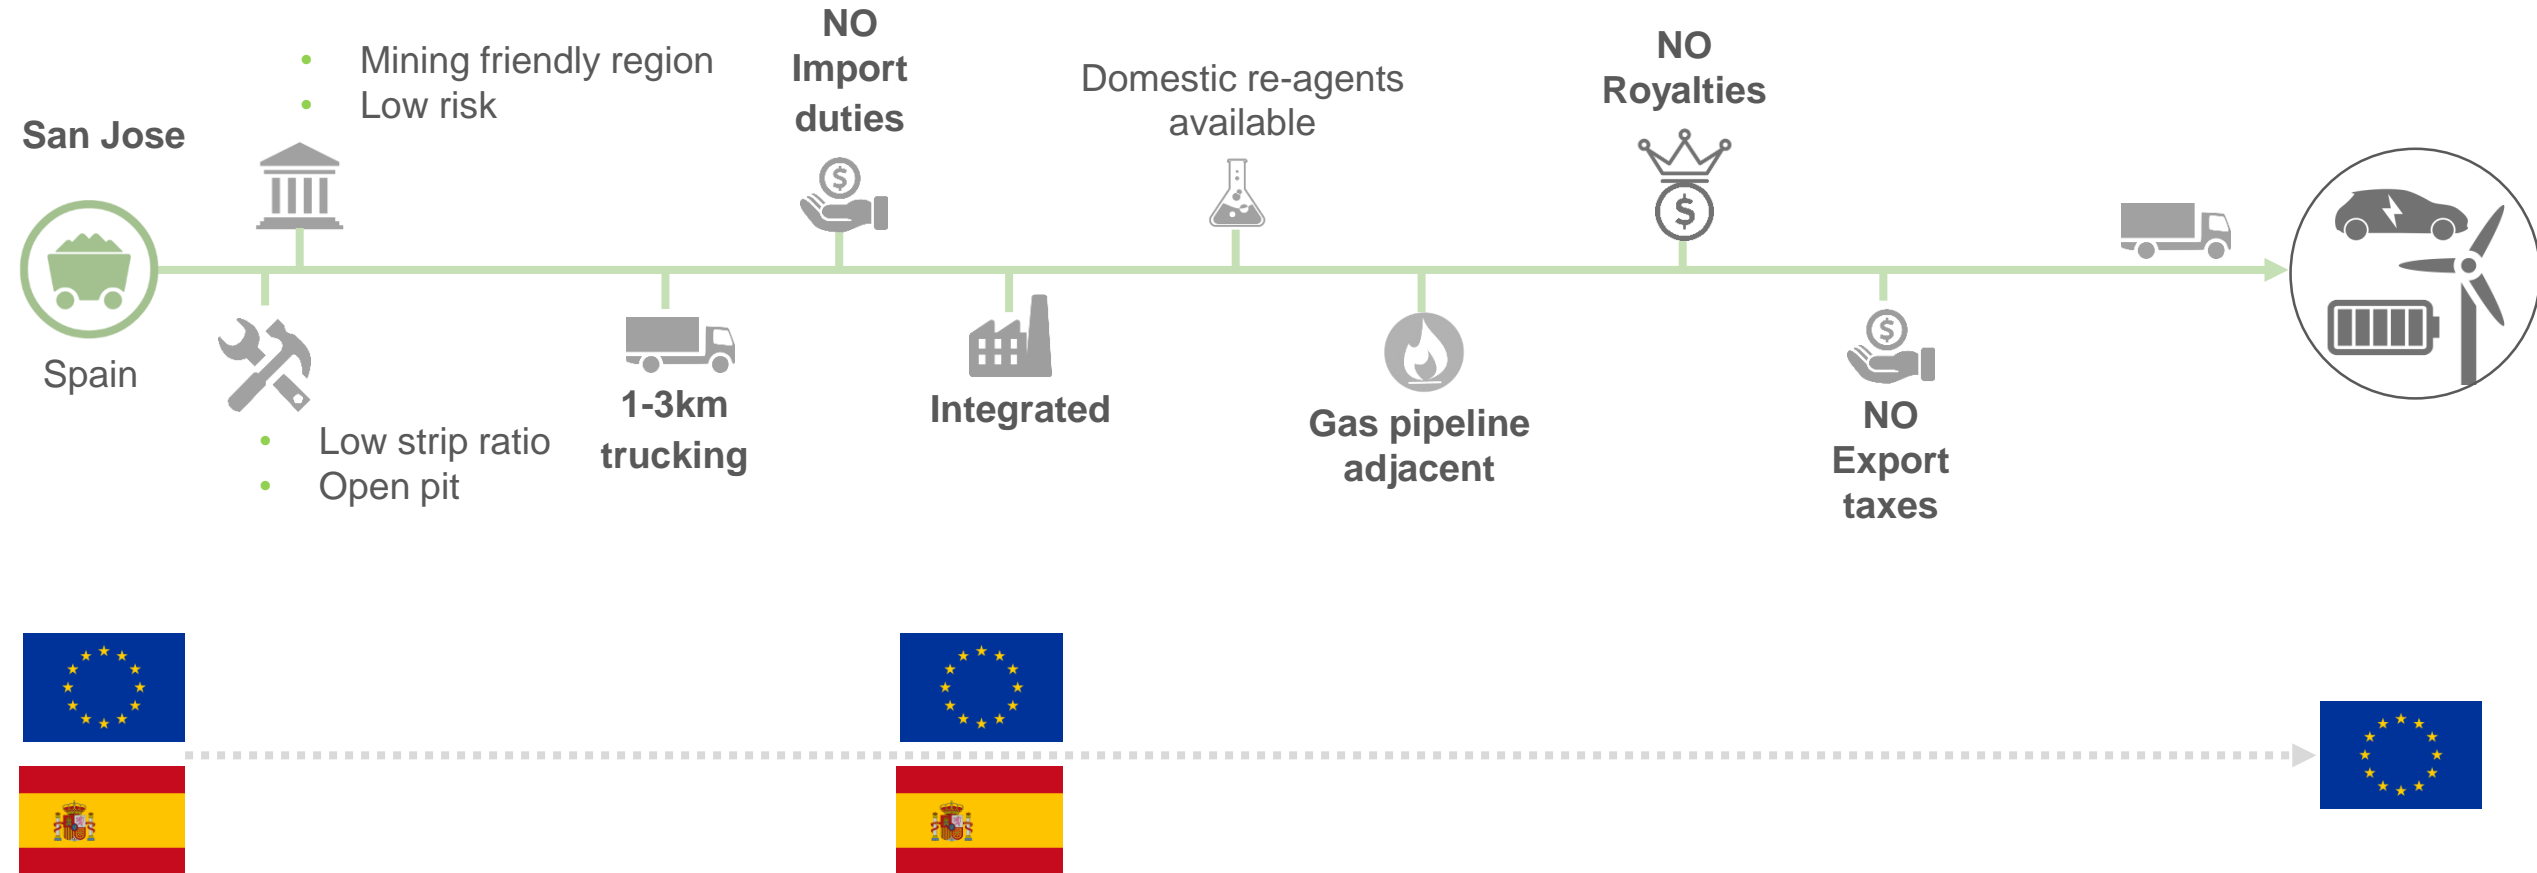 San Jose
Spain
• Mining friendly region
• Low risk
• Low strip ratio
• Open pit
1-3km
trucking
NO
Import
duties
$
Integrated
Domestic re-agents
available
Gas pipeline
adjacent
NO
Royalties
$
$
NO
Export
taxes